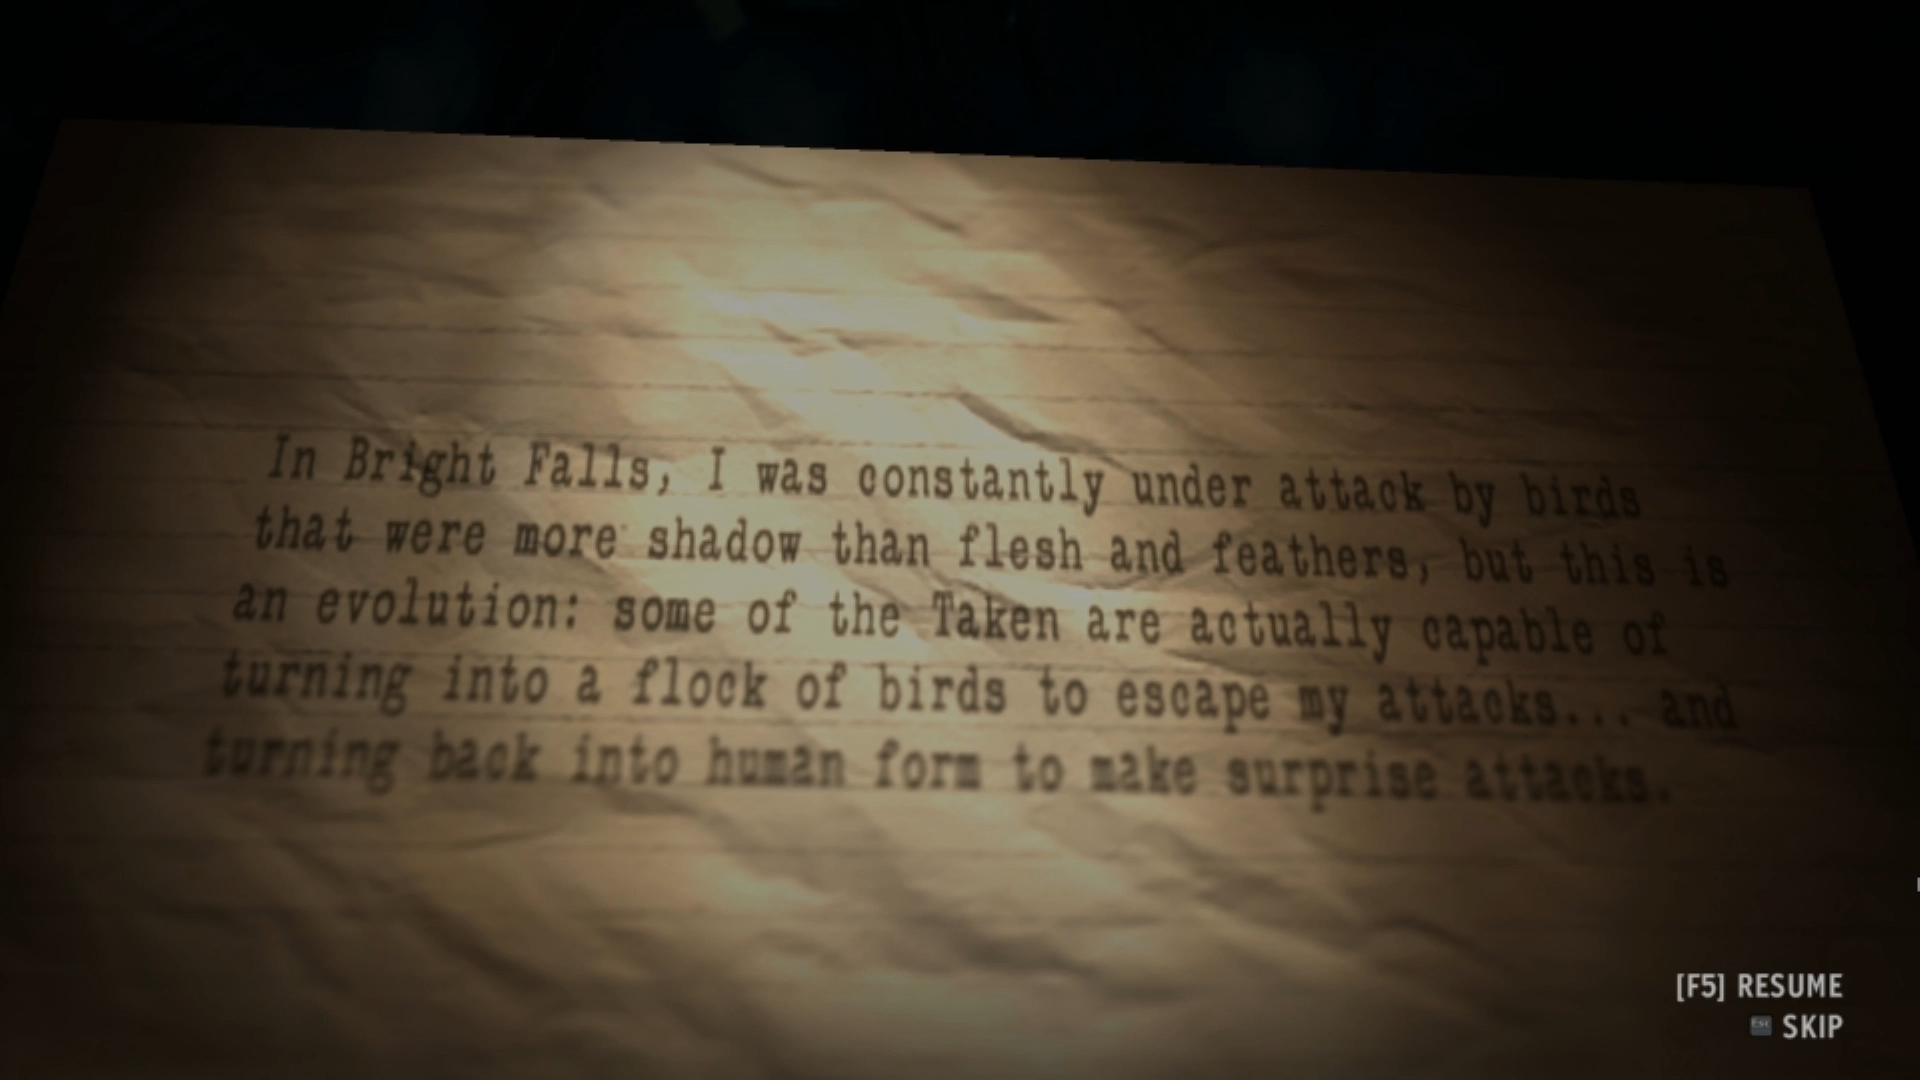 In Bright Falls, I was constantly under attack by birds
that were more shadow than flesh and feathers, but this is
an evolution: some of the Taken are actually capable of
turning into a flock of birds to escape my attacks... and
turning back into human form to make surprise attacks.
[F5] RESUME
Esc SKIP